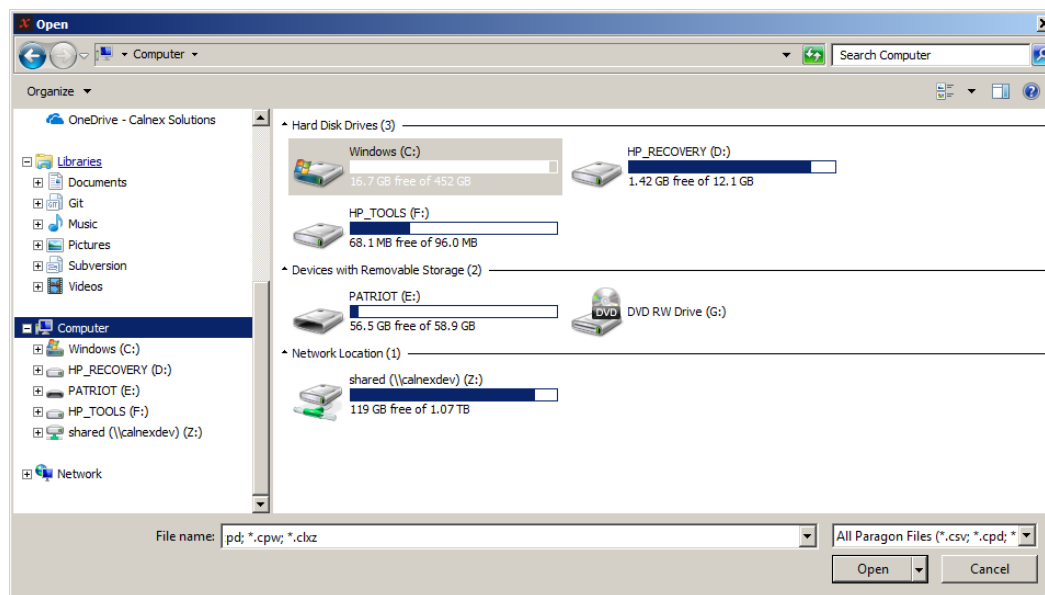 Open
Computer
Search Computer
Organize
OneDrive - Calnex Solutions
Libraries
Documents
Git
Music
Pictures
Subversion
Videos
Computer
Windows (C:)
HP_RECOVERY (D:)
PATRIOT (E:)
HP_TOOLS (F:)
shared (\\calnexdev) (Z:)
Network
Hard Disk Drives (3)
Windows (C:)
16.7 GB free of 452 GB
HP_RECOVERY (D:)
1.42 GB free of 12.1 GB
HP_TOOLS (F:)
68.1 MB free of 96.0 MB
Devices with Removable Storage (2)
PATRIOT (E:)
56.5 GB free of 58.9 GB
DVD
DVD RW Drive (G:)
Network Location (1)
shared (\\calnexdev) (Z:)
119 GB free of 1.07 TB
File name: pd; *.cpw; *.clxz
All Paragon Files (*.csv; *.cpd; *
Open
Cancel